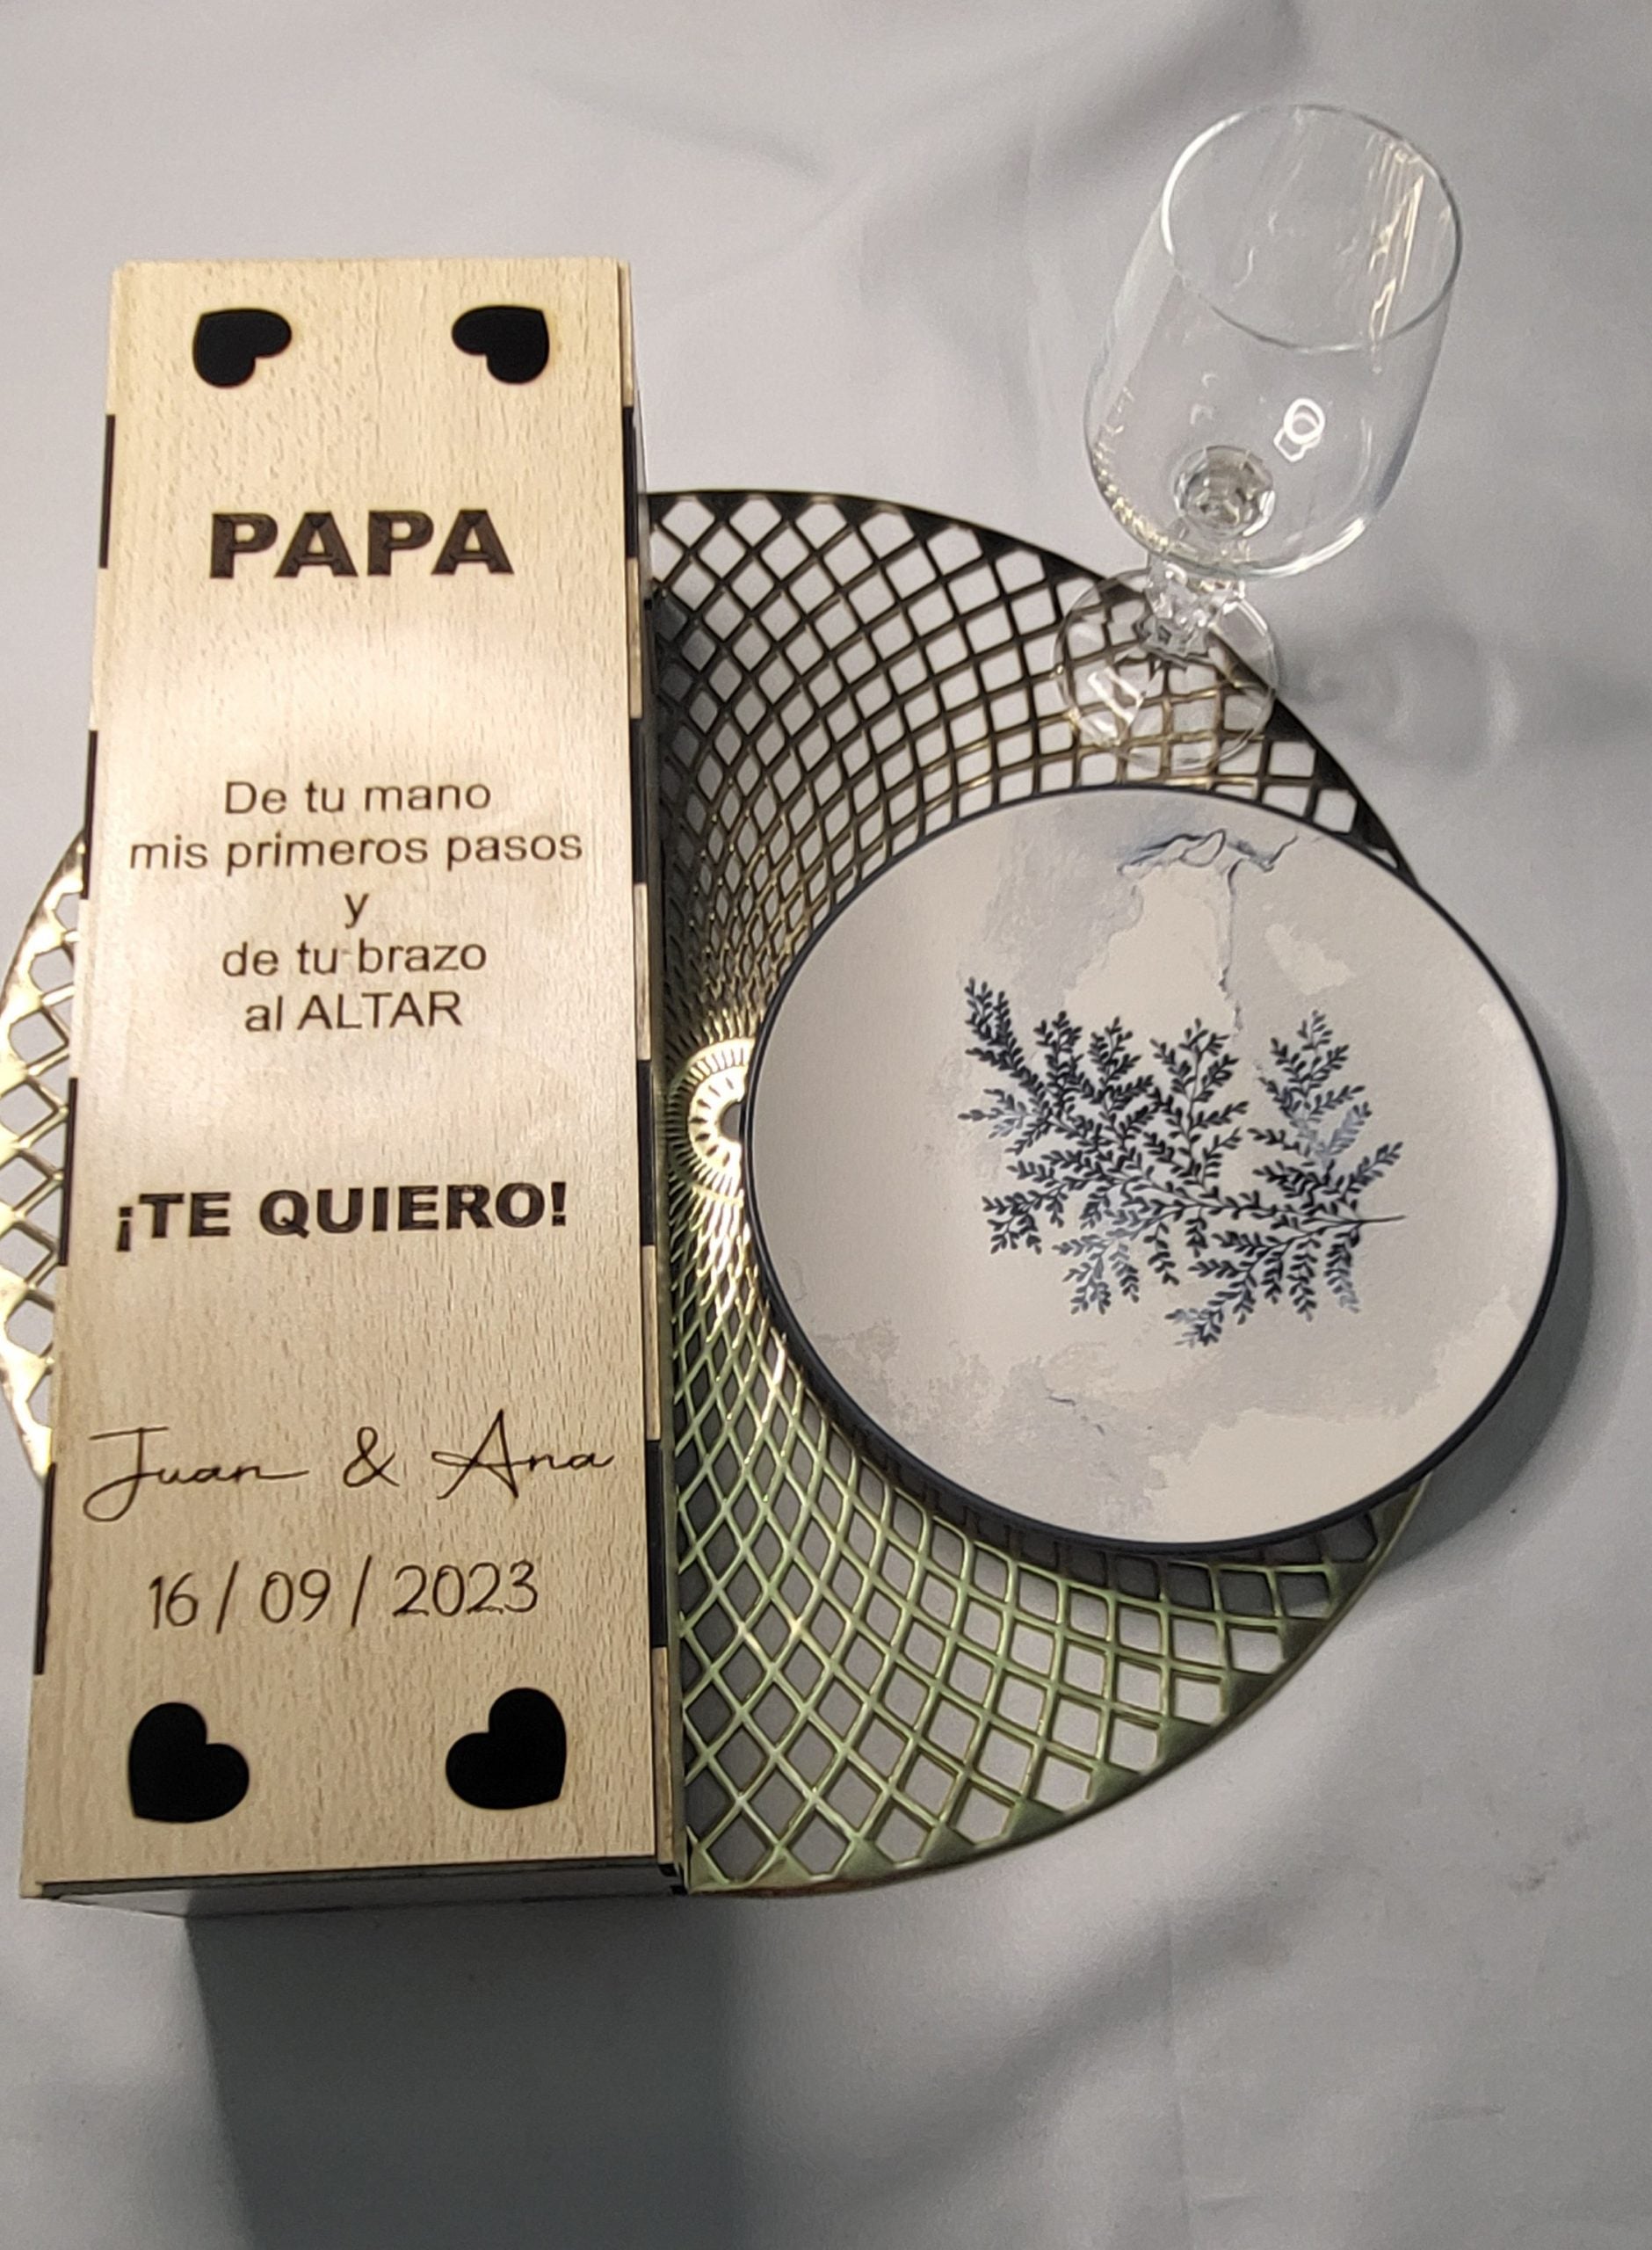 PAPA
De tu mano
mis primeros pasos
y
de tu brazo
al ALTAR
¡TE QUIERO!
Juan & Ana
16/09/2023